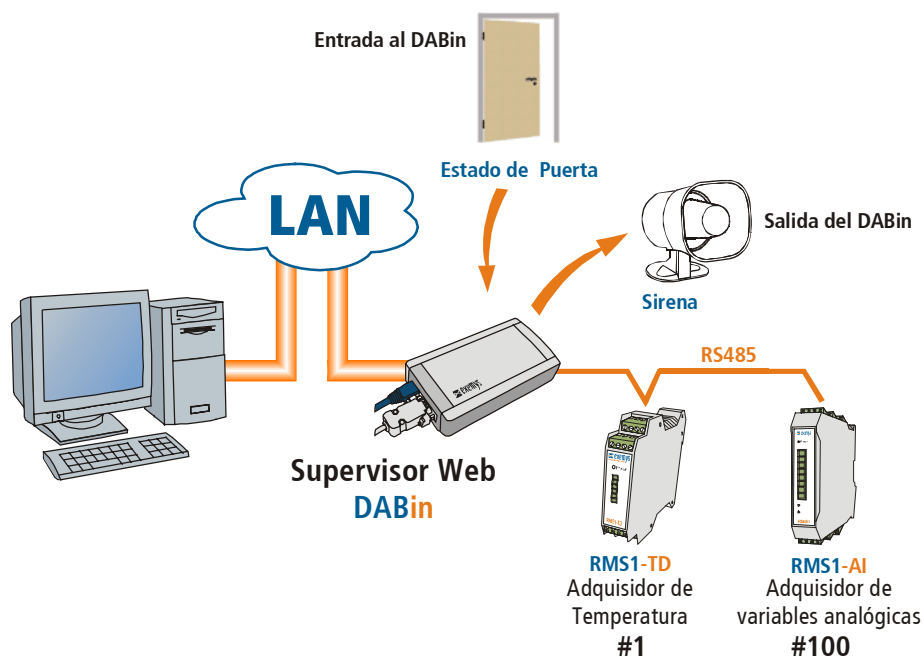 Entrada al DABin
Estado de Puerta
LAN
Salida del DABin
Sirena
RS485
exemys
Supervisor Web
DABin
RMS1-TD
Adquisidor de
Temperatura
#1
RMS1-AI
Adquisidor de
variables analógicas
#100